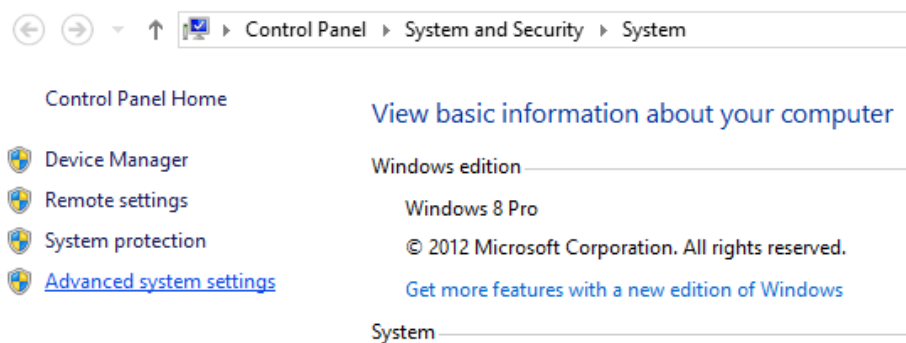 Control Panel ▸ System and Security ▸ System
Control Panel Home
Device Manager
Remote settings
System protection
Advanced system settings
View basic information about your computer
Windows edition
Windows 8 Pro
© 2012 Microsoft Corporation. All rights reserved.
Get more features with a new edition of Windows
System